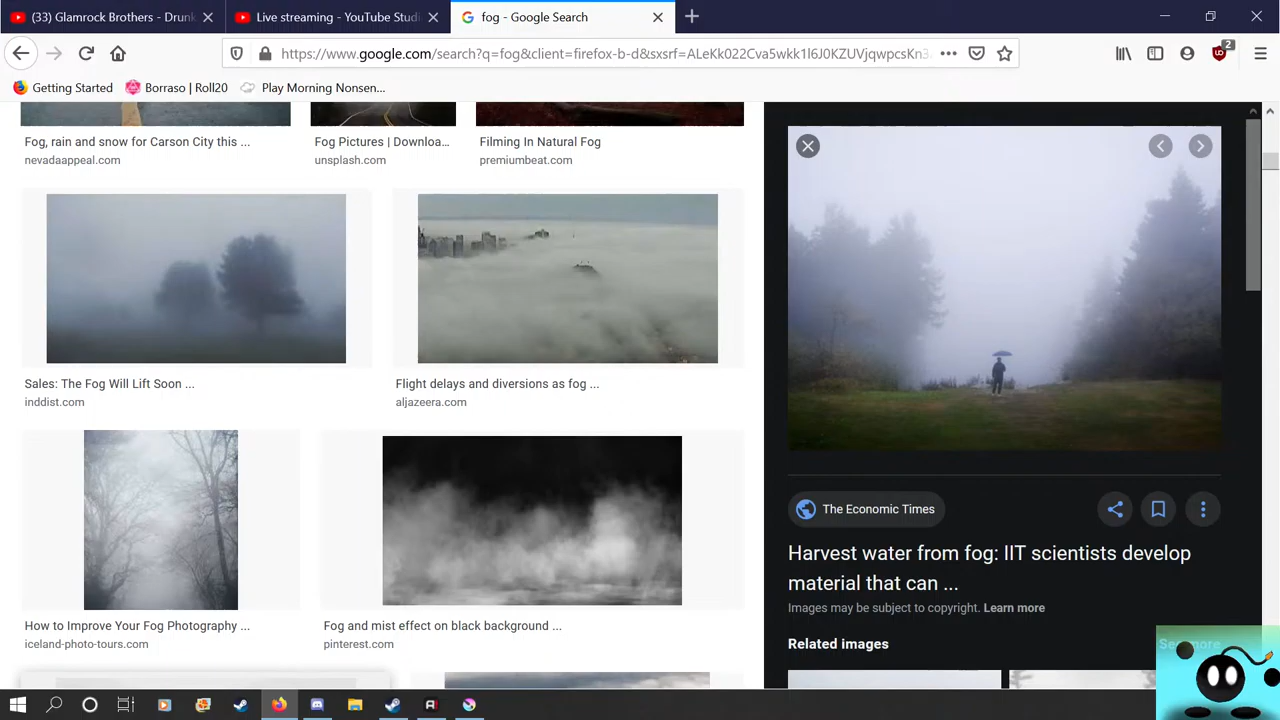 (33) Glamrock Brothers - Drunk
Live streaming - YouTube Studi
fog - Google Search
https://www.google.com/search?q=fog&client=firefox-b-d&sxsrf=ALeKk022Cva5wkk1l6J0KZUVjqwpcsKn3
2
Getting Started
Borraso | Roll20
Play Morning Nonsen...
Fog, rain and snow for Carson City this ...
nevadaappeal.com
Fog Pictures | Downloa...
unsplash.com
Filming In Natural Fog
premiumbeat.com
Sales: The Fog Will Lift Soon ...
inddist.com
Flight delays and diversions as fog ...
aljazeera.com
How to Improve Your Fog Photography ...
iceland-photo-tours.com
Fog and mist effect on black background ...
pinterest.com
The Economic Times
Harvest water from fog: IIT scientists develop
material that can ...
Images may be subject to copyright. Learn more
Related images
See more